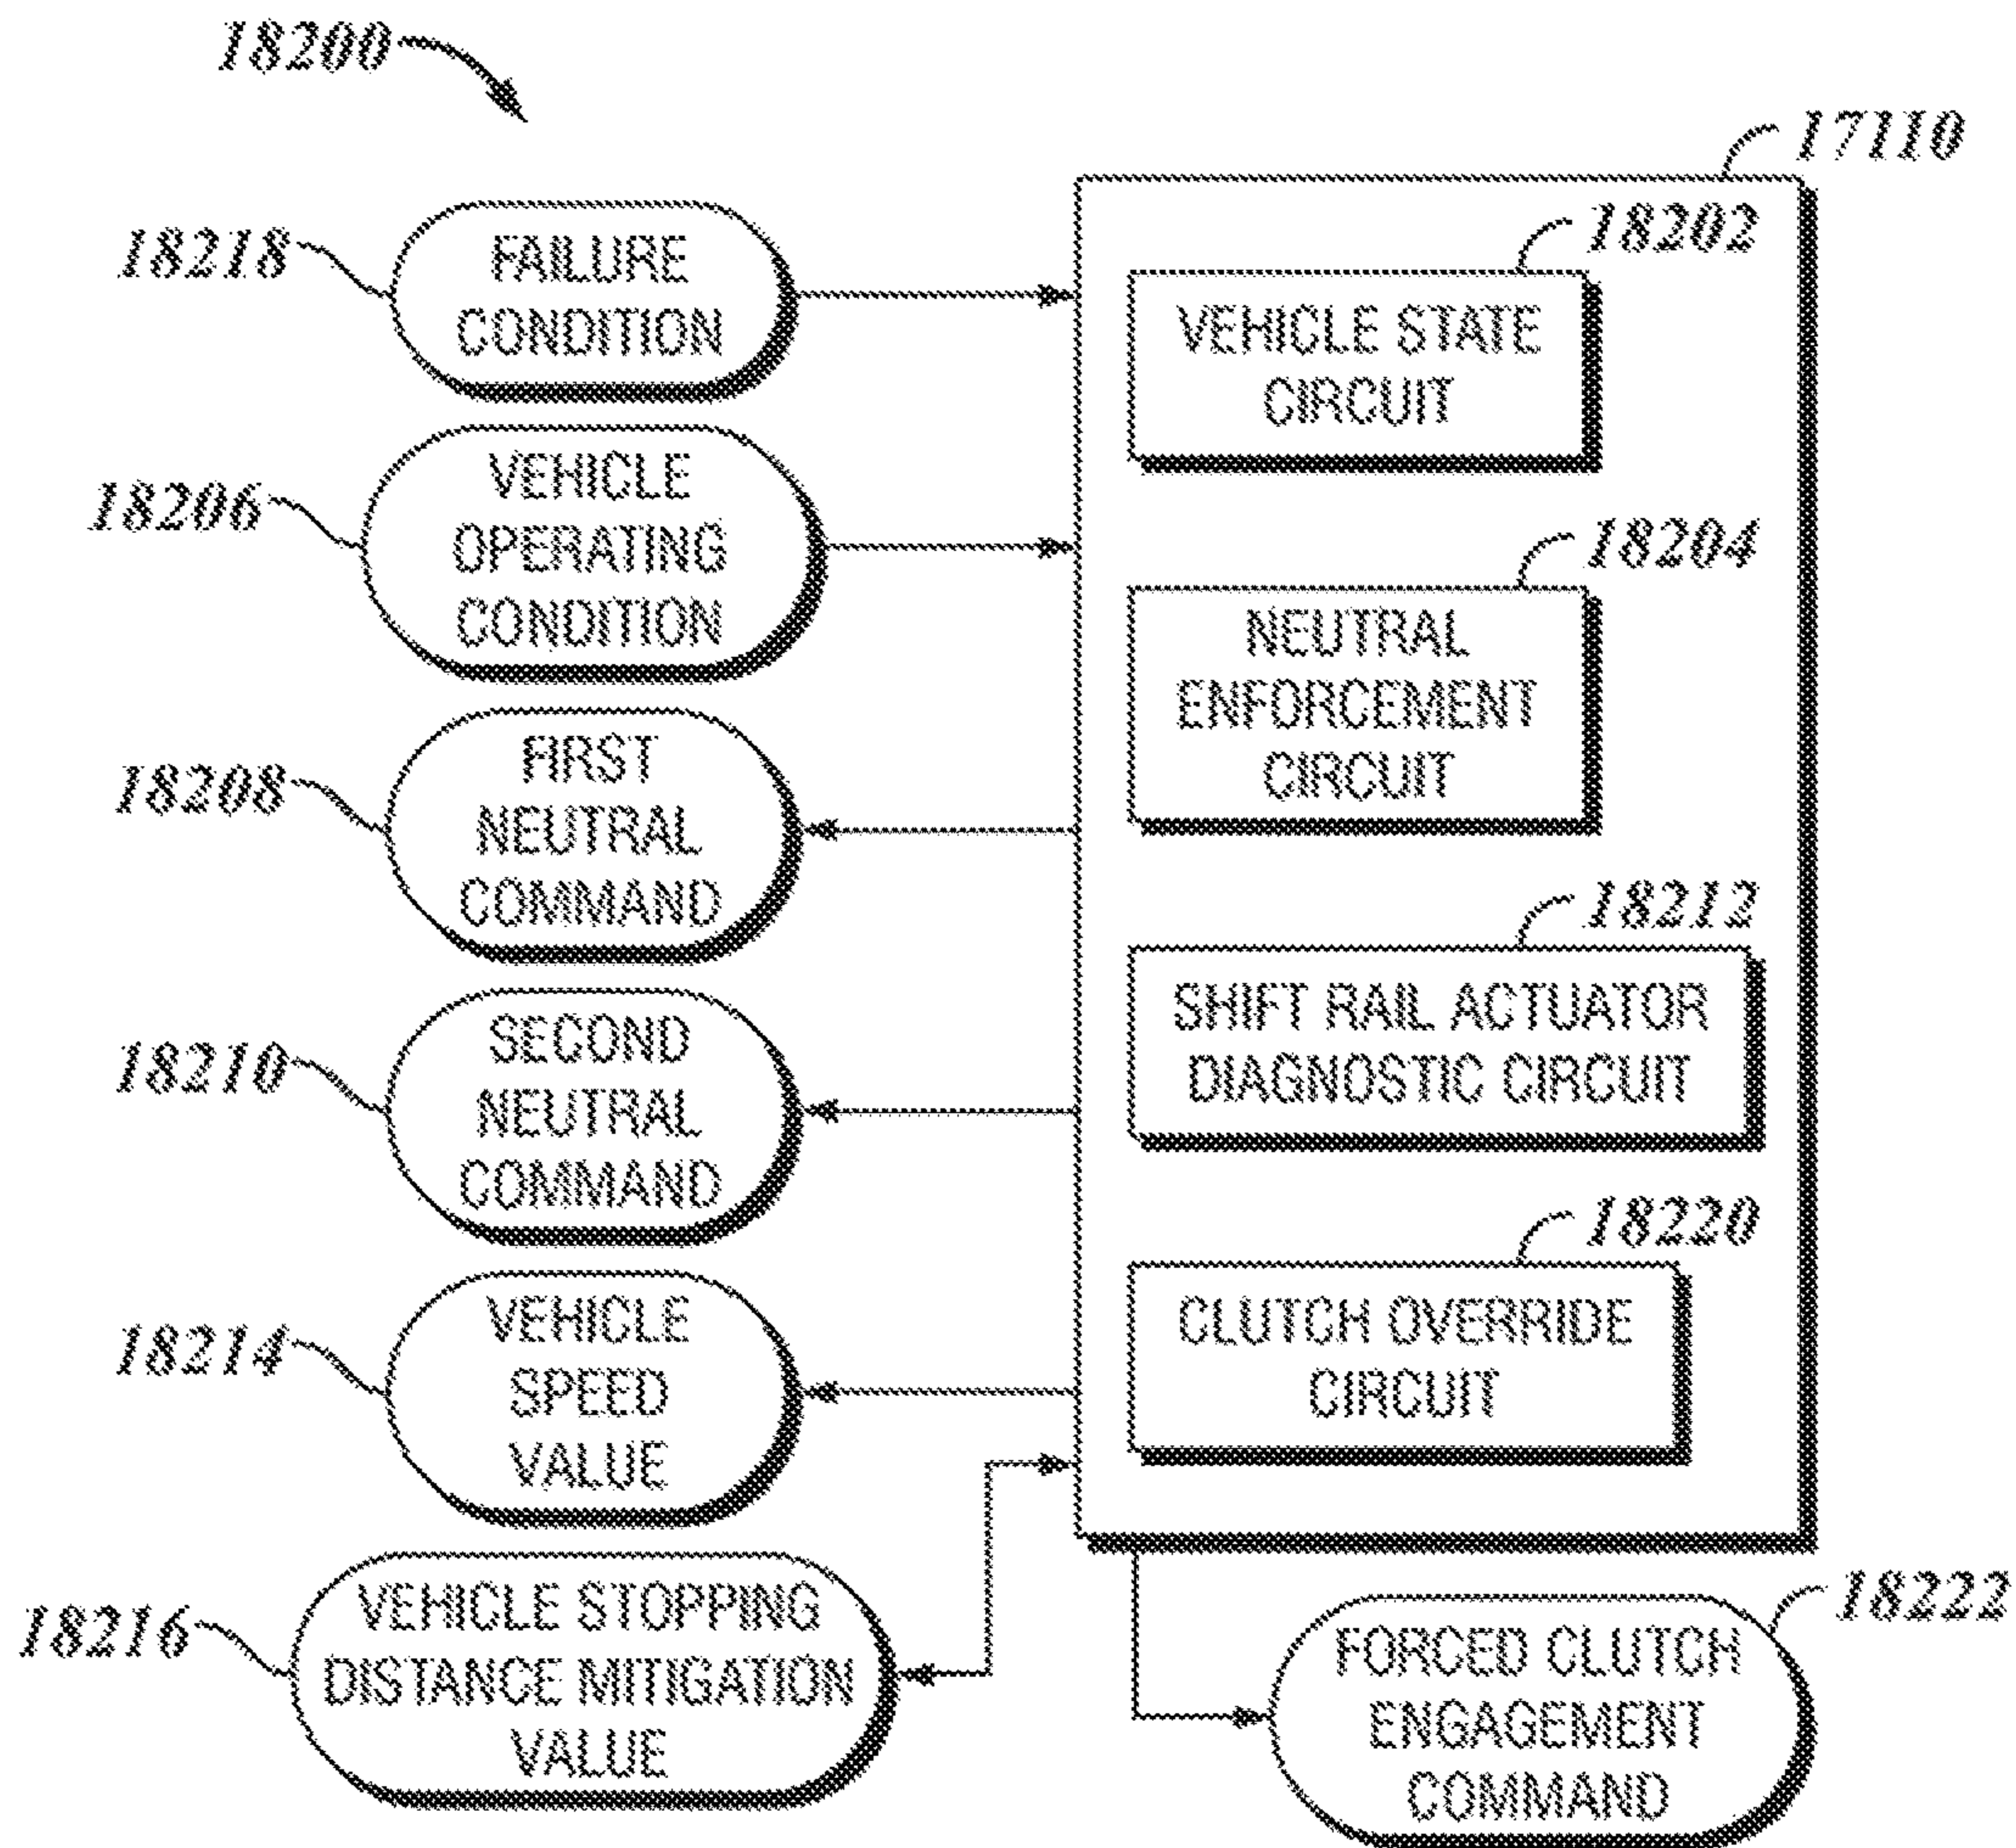 18200
17110
18218
FAILURE
CONDITION
18202
VEHICLE STATE
CIRCUIT
18206
VEHICLE
OPERATING
CONDITION
18204
NEUTRAL
ENFORCEMENT
CIRCUIT
18208
FIRST
NEUTRAL
COMMAND
18212
SHIFT RAIL ACTUATOR
DIAGNOSTIC CIRCUIT
18210
SECOND
NEUTRAL
COMMAND
18220
CLUTCH OVERRIDE
CIRCUIT
18214
VEHICLE
SPEED
VALUE
18216
VEHICLE STOPPING
DISTANCE MITIGATION
VALUE
18222
FORCED CLUTCH
ENGAGEMENT
COMMAND